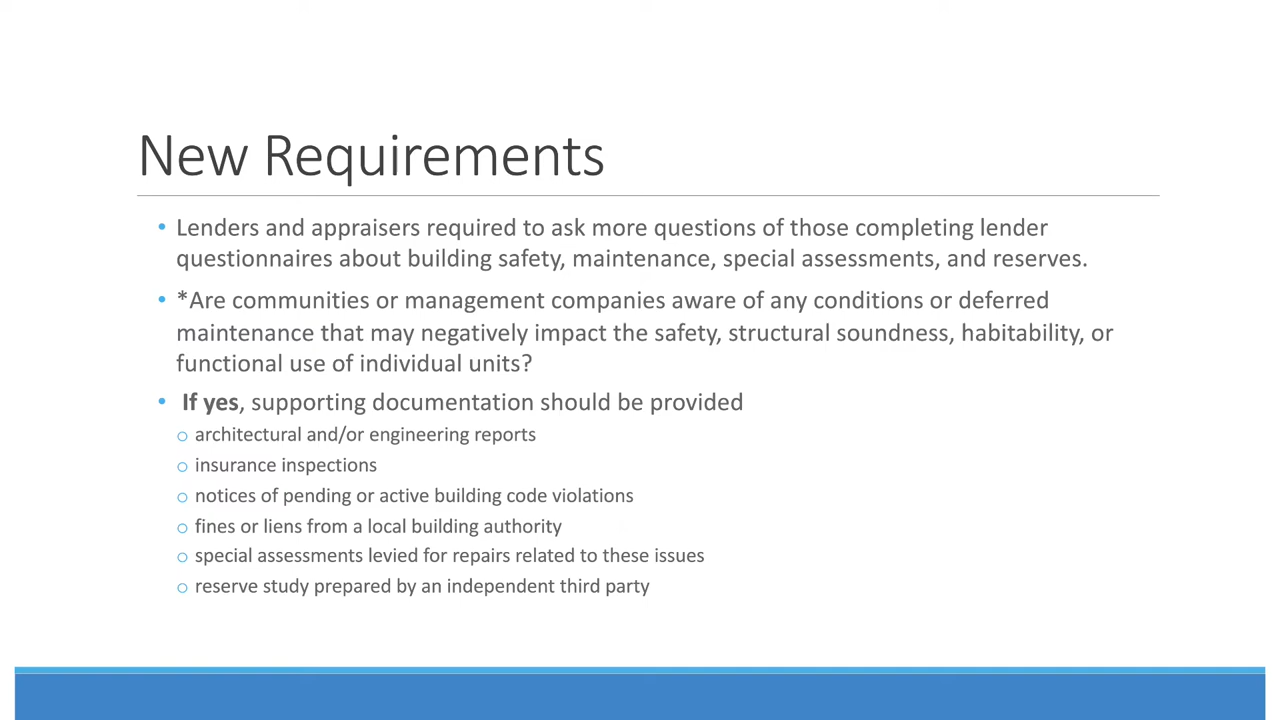 New Requirements
• Lenders and appraisers required to ask more questions of those completing lender
questionnaires about building safety, maintenance, special assessments, and reserves.
• *Are communities or management companies aware of any conditions or deferred
maintenance that may negatively impact the safety, structural soundness, habitability, or
functional use of individual units?
• If yes, supporting documentation should be provided
o architectural and/or engineering reports
o insurance inspections
o notices of pending or active building code violations
o fines or liens from a local building authority
o special assessments levied for repairs related to these issues
o reserve study prepared by an independent third party